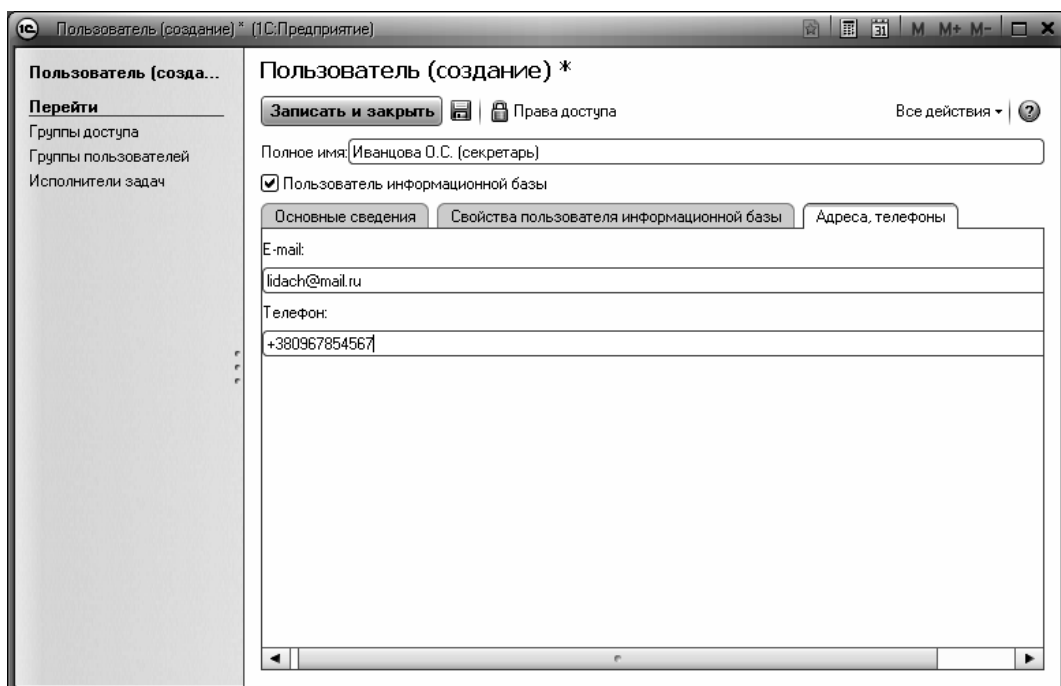 1С Пользователь (создание) * (1С:Предприятие) 31 M M+ M-
Пользователь (созда...
Перейти
Группы доступа
Группы пользователей
Исполнители задач
Пользователь (создание) *
Записать и закрыть Права доступа Все действия ?
Полное имя: Иванцова О.С. (секретарь)
Пользователь информационной базы
Основные сведения Свойства пользователя информационной базы Адреса, телефоны
E-mail:
lidach@mail.ru
Телефон:
+380967854567